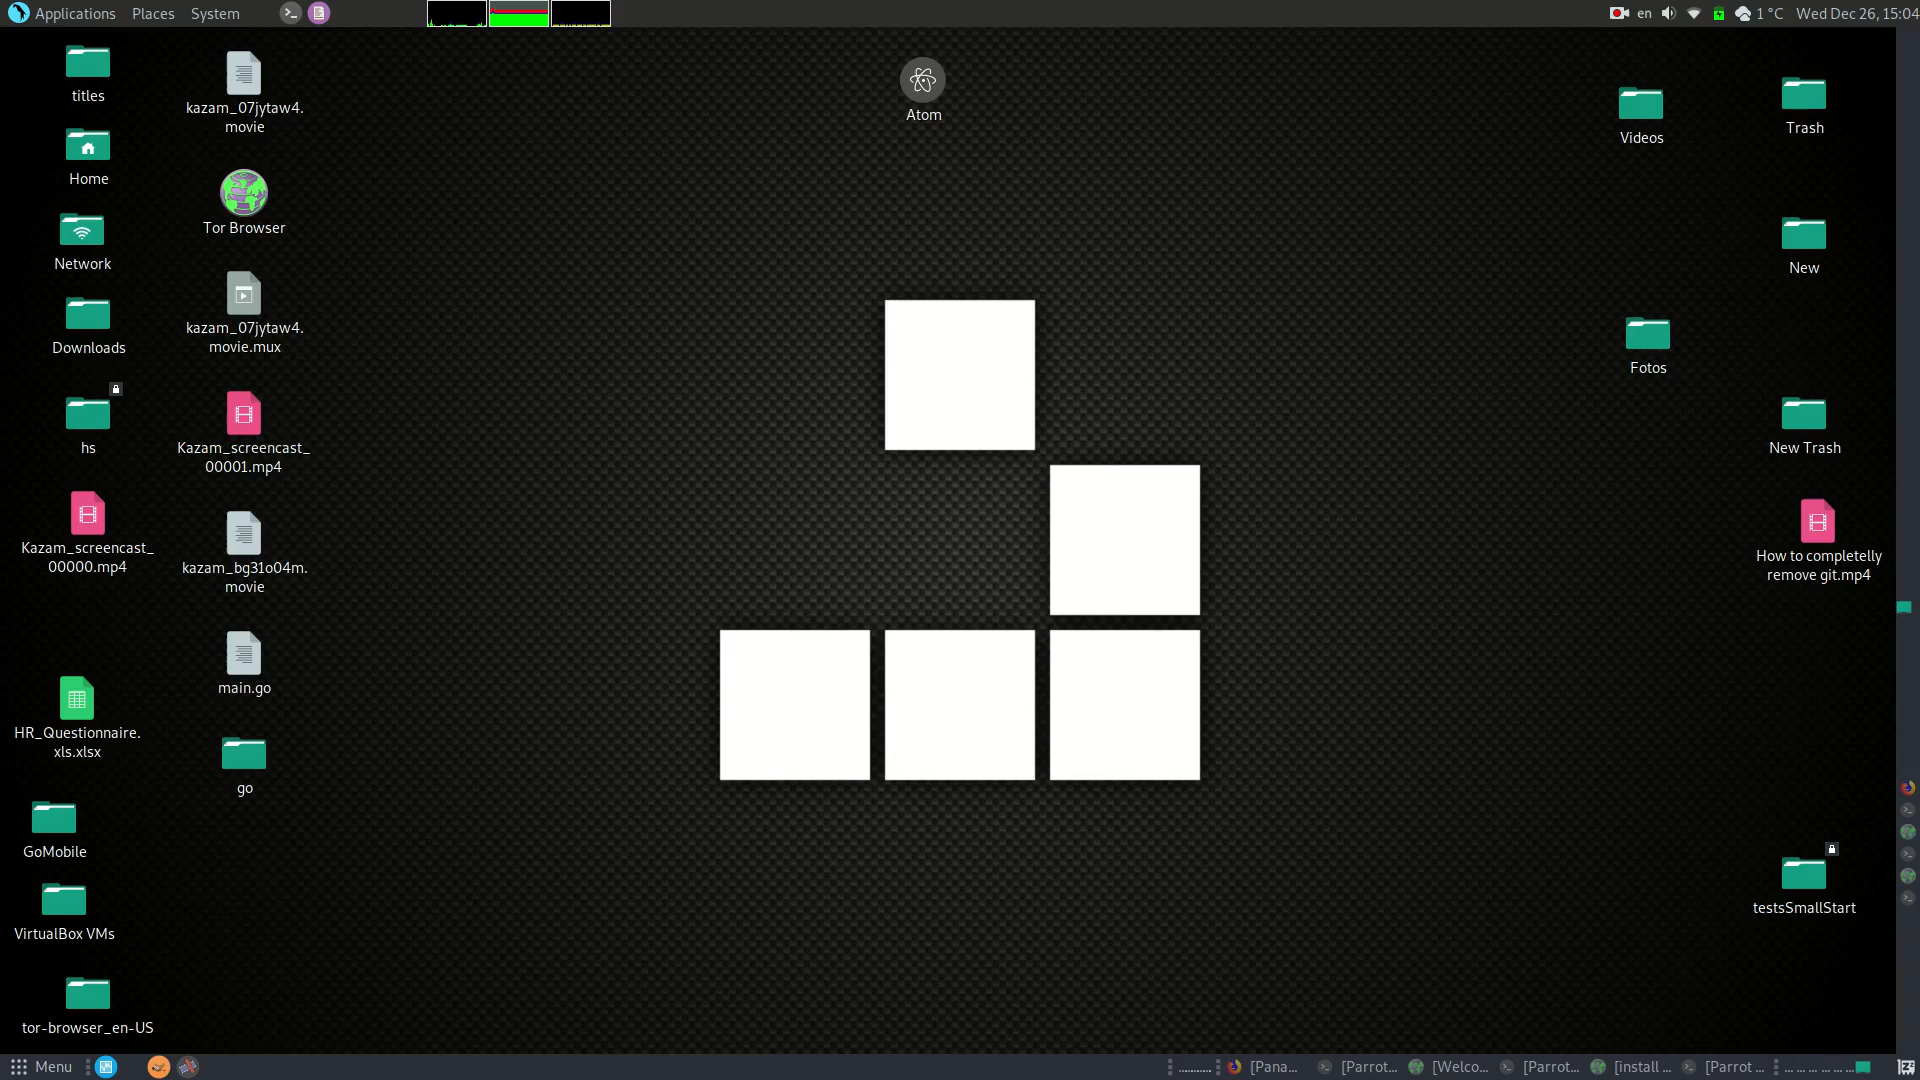 Applications Places System
en
1 °C
Wed Dec 26, 15:04
titles
Home
Network
Downloads
hs
Kazam_screencast_
00000.mp4
HR_Questionnaire.
xls.xlsx
GoMobile
VirtualBox VMs
tor-browser_en-US
kazam_07jytaw4.
movie
Tor Browser
kazam_07jytaw4.
movie.mux
Kazam_screencast_
00001.mp4
kazam_bg31o04m.
movie
main.go
go
Atom
Videos
Fotos
Trash
New
New Trash
How to completelly
remove git.mp4
testsSmallStart
Menu
[Pana...
[Parrot...
[Welco...
[Parrot...
[install ...
[Parrot ...